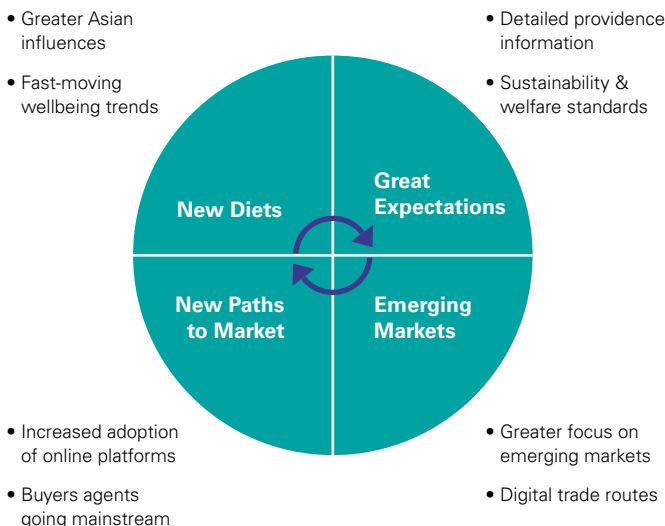 • Greater Asian
influences
• Fast-moving
wellbeing trends
• Detailed providence
information
• Sustainability &
welfare standards
New Diets
Great
Expectations
New Paths
to Market
Emerging
Markets
• Increased adoption
of online platforms
• Buyers agents
going mainstream
• Greater focus on
emerging markets
• Digital trade routes